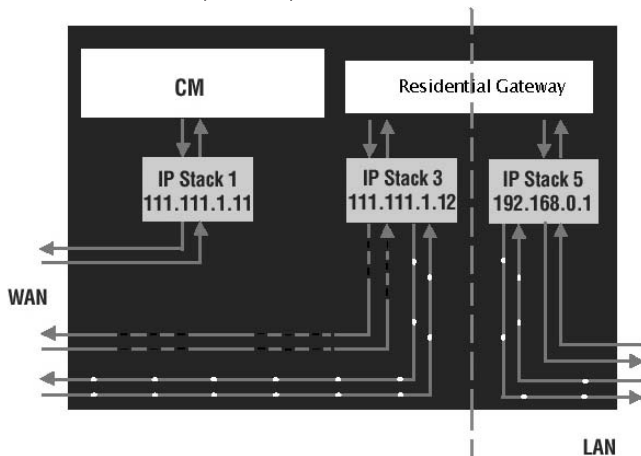 CM
Residential Gateway
IP Stack 1
111.111.1.11
IP Stack 3
111.111.1.12
IP Stack 5
192.168.0.1
WAN
LAN